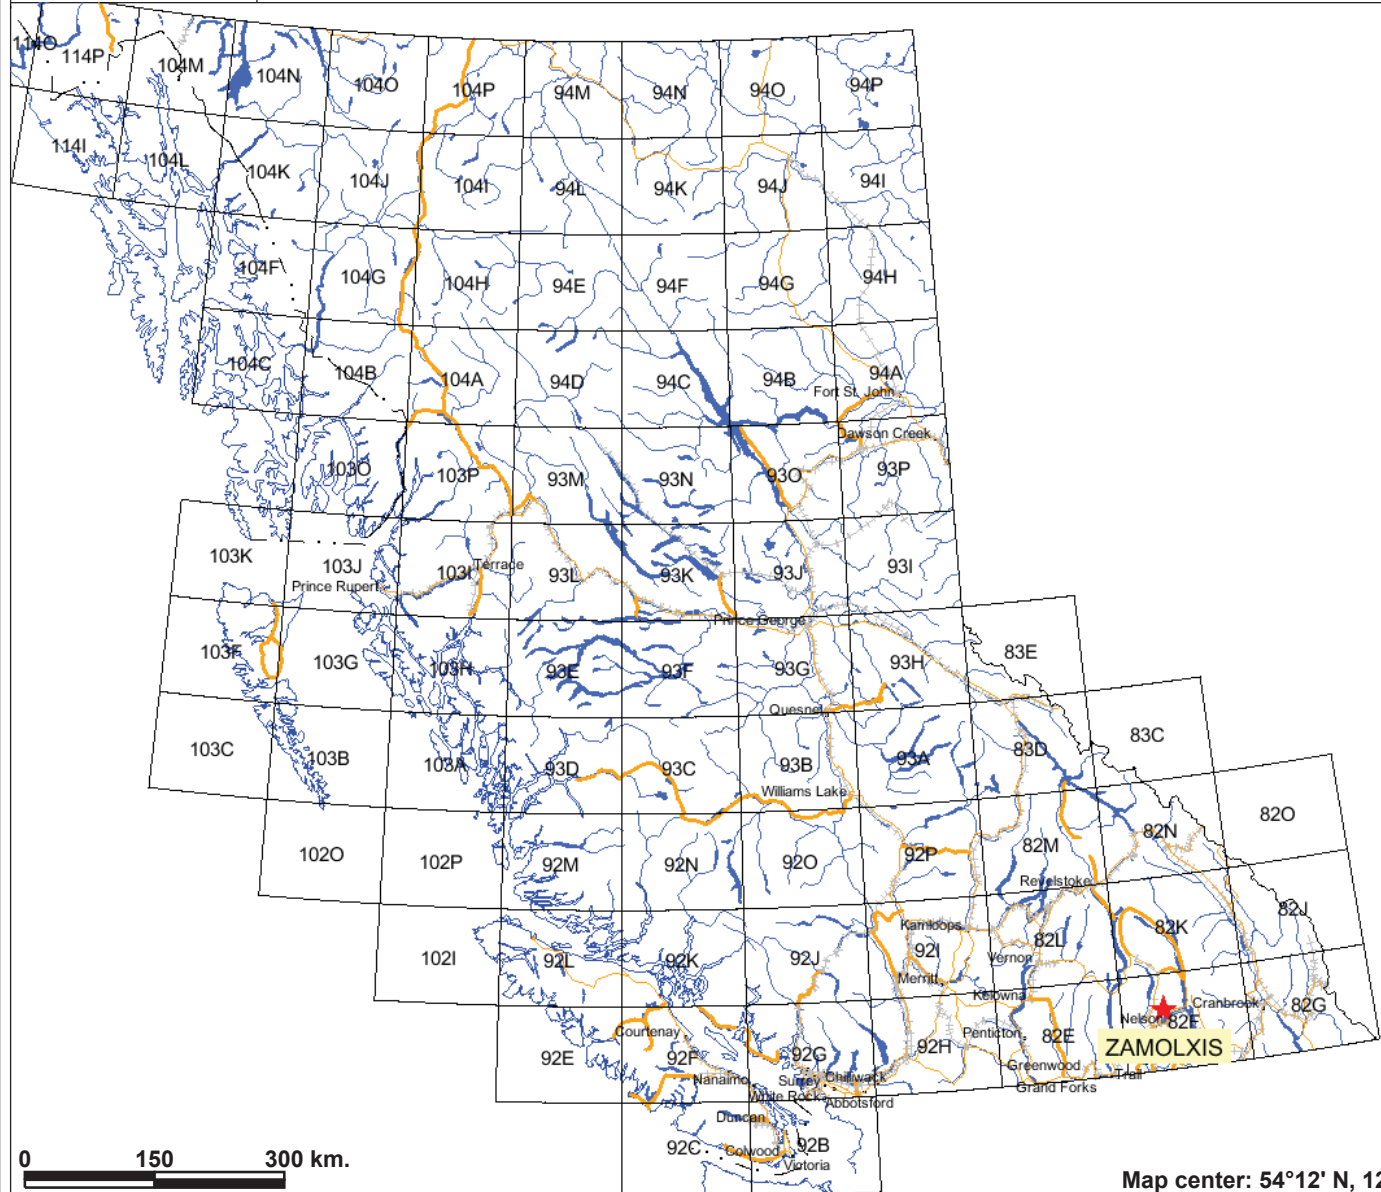 114O
114P
104M
104N
104O
104P
94M
94N
94O
94P
114I
104L
104K
104J
104I
94L
94K
94J
94I
104F
104G
104H
94E
94F
94G
94H
104C
104B
104A
94D
94C
94B
94A
Fort St. John
Dawson Creek
103O
103P
93M
93N
93O
93P
103K
103J
Prince Rupert
103I
Terrace
93L
93K
93J
93I
Prince George
103F
103G
103H
93E
93F
93G
93H
83E
Quesnel
103C
103B
103A
93D
93C
93B
93A
83D
83C
Williams Lake
102O
102P
92M
92N
92O
92P
82M
82N
82O
Revelstoke
102I
92L
92K
92J
Kamloops
92I
Merritt
Vernon
82L
82K
82J
Kelowna
92E
Courtenay
92F
Nanaimo
92G
Surrey
Chilliwack
White Rock
Abbotsford
92H
Penticton
82E
Greenwood
Grand Forks
Nelson
82F
Cranbrook
82G
ZAMOLXIS
Trail
92C
Duncan
Colwood
92B
Victoria
0 150 300 km.
Map center: 54°12' N, 12